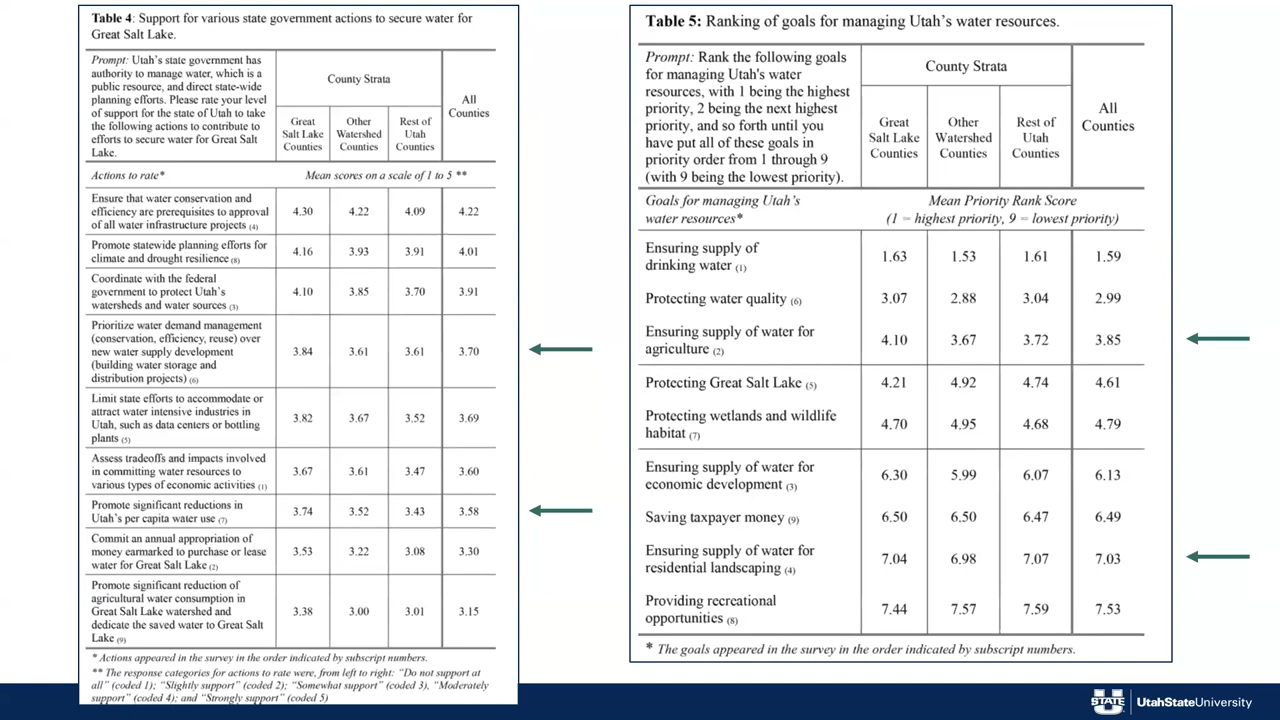 Table 4: Support for various state government actions to secure water for
Great Salt Lake.
Prompt: Utah's state government has
authority to manage water, which is a
public resource, and direct state-wide
planning efforts. Please rate your level
of support for the state of Utah to take
the following actions to contribute to
efforts to secure water for Great Salt
Lake.
County Strata
All
Counties
Great
Salt Lake
Counties
Other
Watershed
Counties
Rest of
Utah
Counties
Actions to rate*
Mean scores on a scale of 1 to 5 **
Ensure that water conservation and
efficiency are prerequisites to approval
of all water infrastructure projects (4)
4.30 4.22 4.09 4.22
Promote statewide planning efforts for
climate and drought resilience (8)
4.16 3.93 3.91 4.01
Coordinate with the federal
government to protect Utah's
watersheds and water sources (3)
4.10 3.85 3.70 3.91
Prioritize water demand management
(conservation, efficiency, reuse) over
new water supply development
(building water storage and
distribution projects) (6)
3.84 3.61 3.61 3.70
Limit state efforts to accommodate or
attract water intensive industries in
Utah, such as data centers or bottling
plants (5)
3.82 3.67 3.52 3.69
Assess tradeoffs and impacts involved
in committing water resources to
various types of economic activities (1)
3.67 3.61 3.47 3.60
Promote significant reductions in
Utah's per capita water use (7)
3.74 3.52 3.43 3.58
Commit an annual appropriation of
money earmarked to purchase or lease
water for Great Salt Lake (2)
3.53 3.22 3.08 3.30
Promote significant reduction of
agricultural water consumption in
Great Salt Lake watershed and
dedicate the saved water to Great Salt
Lake (9)
3.38 3.00 3.01 3.15
* Actions appeared in the survey in the order indicated by subscript numbers.
** The response categories for actions to rate were, from left to right: "Do not support at
all" (coded 1); "Slightly support" (coded 2); "Somewhat support" (coded 3), "Moderately
support" (coded 4); and "Strongly support" (coded 5)
Table 5: Ranking of goals for managing Utah's water resources.
Prompt: Rank the following goals
for managing Utah's water
resources, with 1 being the highest
priority, 2 being the next highest
priority, and so forth until you
have put all of these goals in
priority order from 1 through 9
(with 9 being the lowest priority).
County Strata
All
Counties
Great
Salt Lake
Counties
Other
Watershed
Counties
Rest of
Utah
Counties
Goals for managing Utah's
water resources*
Mean Priority Rank Score
(1 = highest priority, 9 = lowest priority)
Ensuring supply of
drinking water (1)
1.63 1.53 1.61 1.59
Protecting water quality (6)
3.07 2.88 3.04 2.99
Ensuring supply of water for
agriculture (2)
4.10 3.67 3.72 3.85
Protecting Great Salt Lake (5)
4.21 4.92 4.74 4.61
Protecting wetlands and wildlife
habitat (7)
4.70 4.95 4.68 4.79
Ensuring supply of water for
economic development (3)
6.30 5.99 6.07 6.13
Saving taxpayer money (9)
6.50 6.50 6.47 6.49
Ensuring supply of water for
residential landscaping (4)
7.04 6.98 7.07 7.03
Providing recreational
opportunities (8)
7.44 7.57 7.59 7.53
* The goals appeared in the survey in the order indicated by subscript numbers.
STATE
UtahStateUniversity